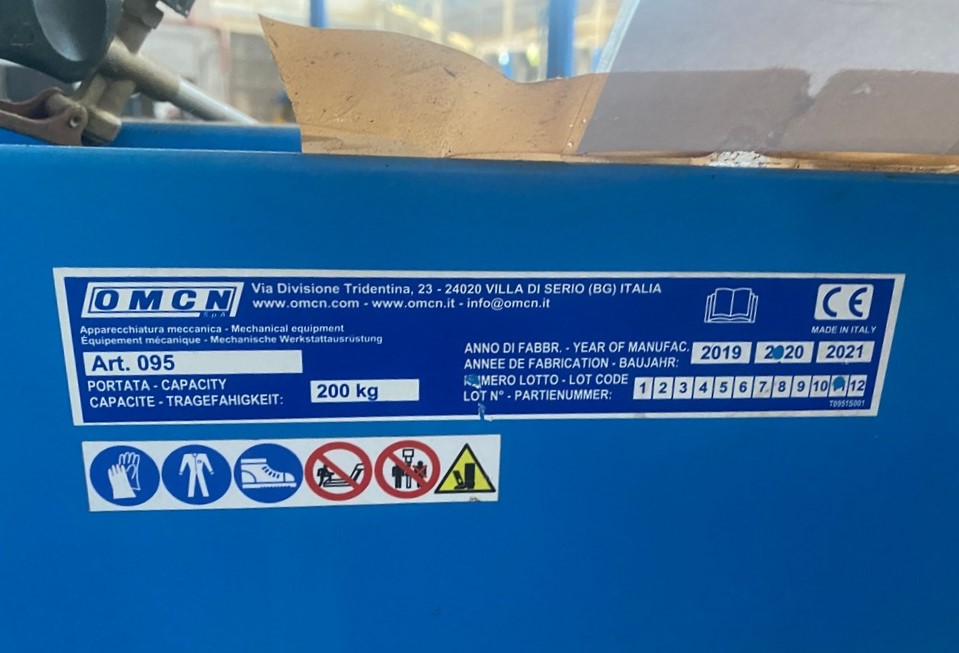 OMCN
SpA
Via Divisione Tridentina, 23 - 24020 VILLA DI SERIO (BG) ITALIA
www.omcn.com - www.omcn.it - info@omcn.it
CE
MADE IN ITALY
Apparecchiatura meccanica - Mechanical equipment
Équipement mécanique - Mechanische Werkstattausrüstung
Art. 095
PORTATA - CAPACITY
CAPACITE - TRAGEFAHIGKEIT:
200 kg
ANNO DI FABBR. - YEAR OF MANUFAC.
ANNEE DE FABRICATION - BAUJAHR:
2019 2020 2021
NUMERO LOTTO - LOT CODE
LOT N° - PARTIENUMMER:
1 2 3 4 5 6 7 8 9 10 12
T0951S001